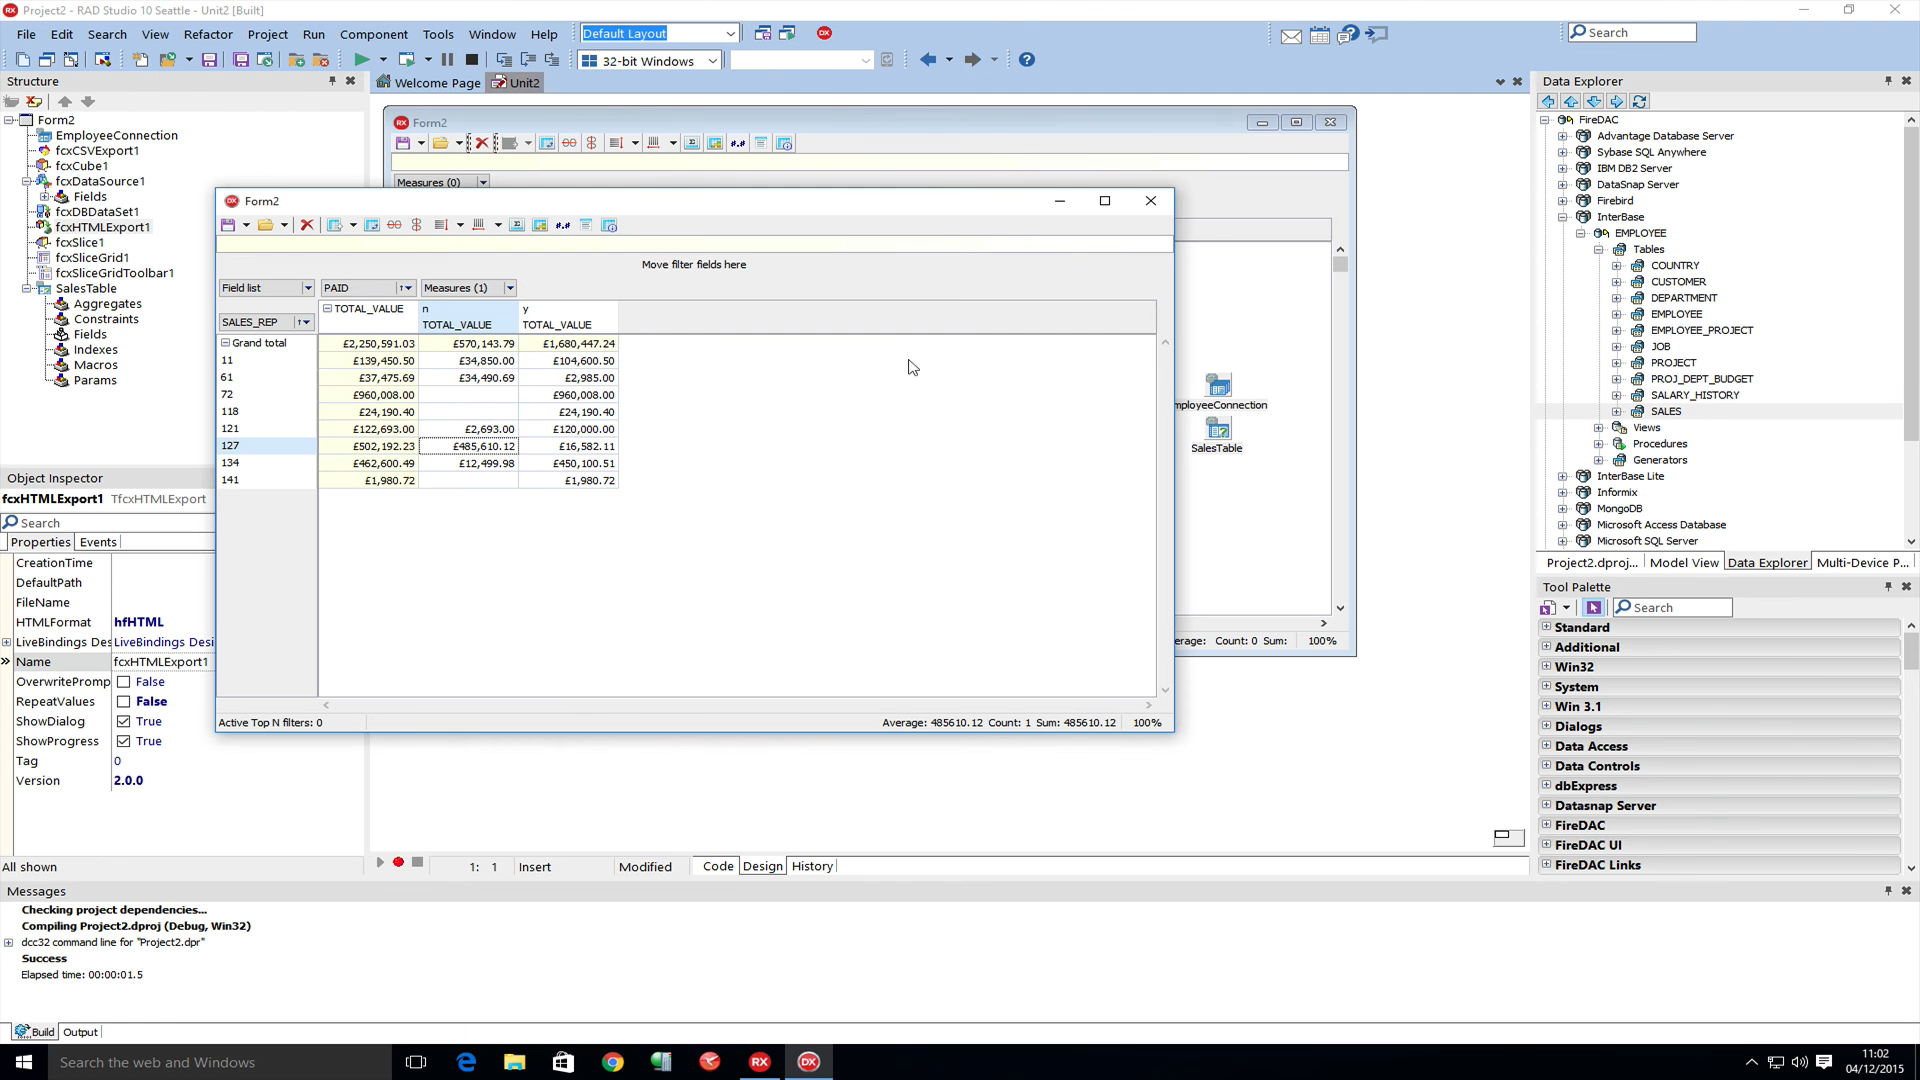 Project2 - RAD Studio 10 Seattle - Unit2 [Built]
File Edit Search View Refactor Project Run Component Tools Window Help
Default Layout
Search
32-bit Windows
Structure
Welcome Page
Unit2
Form2
EmployeeConnection
fcxCSVExport1
fcxCube1
fcxDataSource1
Fields
fcxDBDataSet1
fcxHTMLExport1
fcxSlice1
fcxSliceGrid1
fcxSliceGridToolbar1
SalesTable
Aggregates
Constraints
Fields
Indexes
Macros
Params
Object Inspector
fcxHTMLExport1 TfcxHTMLExport
Search
Properties Events
CreationTime
DefaultPath
FileName
HTMLFormat hfHTML
LiveBindings Des LiveBindings Desi
Name fcxHTMLExport1
OverwritePromp False
RepeatValues False
ShowDialog True
ShowProgress True
Tag 0
Version 2.0.0
All shown
Form2
Measures (0)
Form2
Move filter fields here
Field list PAID Measures (1)
TOTAL_VALUE n y
SALES_REP TOTAL_VALUE TOTAL_VALUE
Grand total £2,250,591.03 £570,143.79 £1,680,447.24
11 £139,450.50 £34,850.00 £104,600.50
61 £37,475.69 £34,490.69 £2,985.00
72 £960,008.00 £960,008.00
118 £24,190.40 £24,190.40
121 £122,693.00 £2,693.00 £120,000.00
127 £502,192.23 £485,610.12 £16,582.11
134 £462,600.49 £12,499.98 £450,100.51
141 £1,980.72 £1,980.72
Active Top N filters: 0
Average: 485610.12 Count: 1 Sum: 485610.12 100%
mployeeConnection
SalesTable
erage: Count: 0 Sum: 100%
1: 1 Insert Modified Code Design History
Data Explorer
FireDAC
Advantage Database Server
Sybase SQL Anywhere
IBM DB2 Server
DataSnap Server
Firebird
InterBase
EMPLOYEE
Tables
COUNTRY
CUSTOMER
DEPARTMENT
EMPLOYEE
EMPLOYEE_PROJECT
JOB
PROJECT
PROJ_DEPT_BUDGET
SALARY_HISTORY
SALES
Views
Procedures
Generators
InterBase Lite
Informix
MongoDB
Microsoft Access Database
Microsoft SQL Server
Project2.dproj... Model View Data Explorer Multi-Device P...
Tool Palette
Search
Standard
Additional
Win32
System
Win 3.1
Dialogs
Data Access
Data Controls
dbExpress
Datasnap Server
FireDAC
FireDAC UI
FireDAC Links
Messages
Checking project dependencies...
Compiling Project2.dproj (Debug, Win32)
dcc32 command line for "Project2.dpr"
Success
Elapsed time: 00:00:01.5
Build Output
Search the web and Windows
11:02
04/12/2015